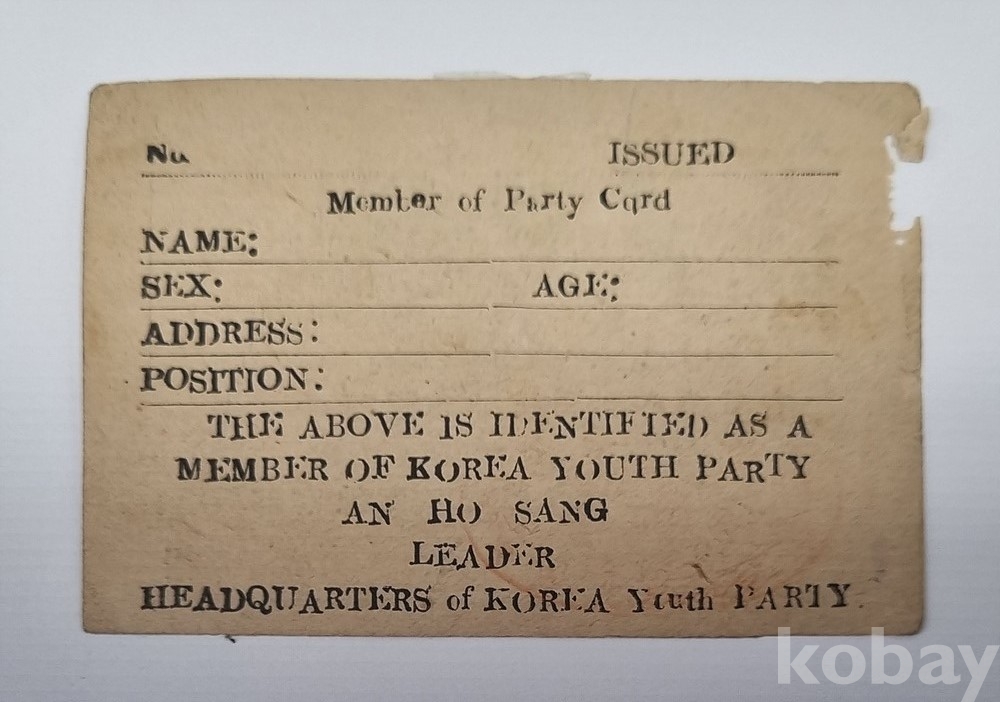 No. ISSUED
Member of Party Cqrd
NAME:
SEX: AGE:
ADDRESS:
POSITION:
THE ABOVE IS IDENTIFIED AS A
MEMBER OF KOREA YOUTH PARTY
AN HO SANG
LEADER
HEADQUARTERS of KOREA Youth PARTY.
kobay